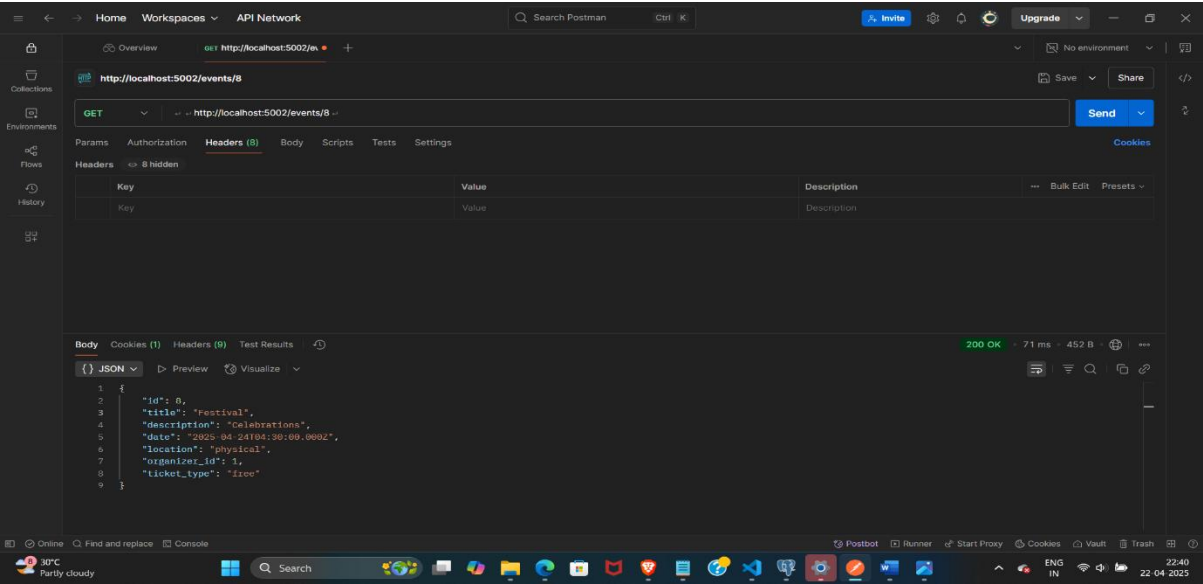 Home Workspaces API Network Search Postman Ctrl K Invite Upgrade
Overview GET http://localhost:5002/ev No environment
http://localhost:5002/events/8 Save Share
Collections
GET http://localhost:5002/events/8 Send
Environments
Params Authorization Headers (8) Body Scripts Tests Settings Cookies
Flows
Headers 8 hidden
Key Value Description Bulk Edit Presets
History
Key Value Description
Body Cookies (1) Headers (9) Test Results 200 OK 71 ms 452 B
{} JSON Preview Visualize
1 {
2 "id": 8,
3 "title": "Festival",
4 "description": "Celebrations",
5 "date": "2025-04-24T04:30:00.000Z",
6 "location": "physical",
7 "organizer_id": 1,
8 "ticket_type": "free"
9 }
Online Find and replace Console Postbot Runner Start Proxy Cookies Vault Trash
8 30°C
Partly cloudy
Search
ENG
IN
22:40
22-04-2025